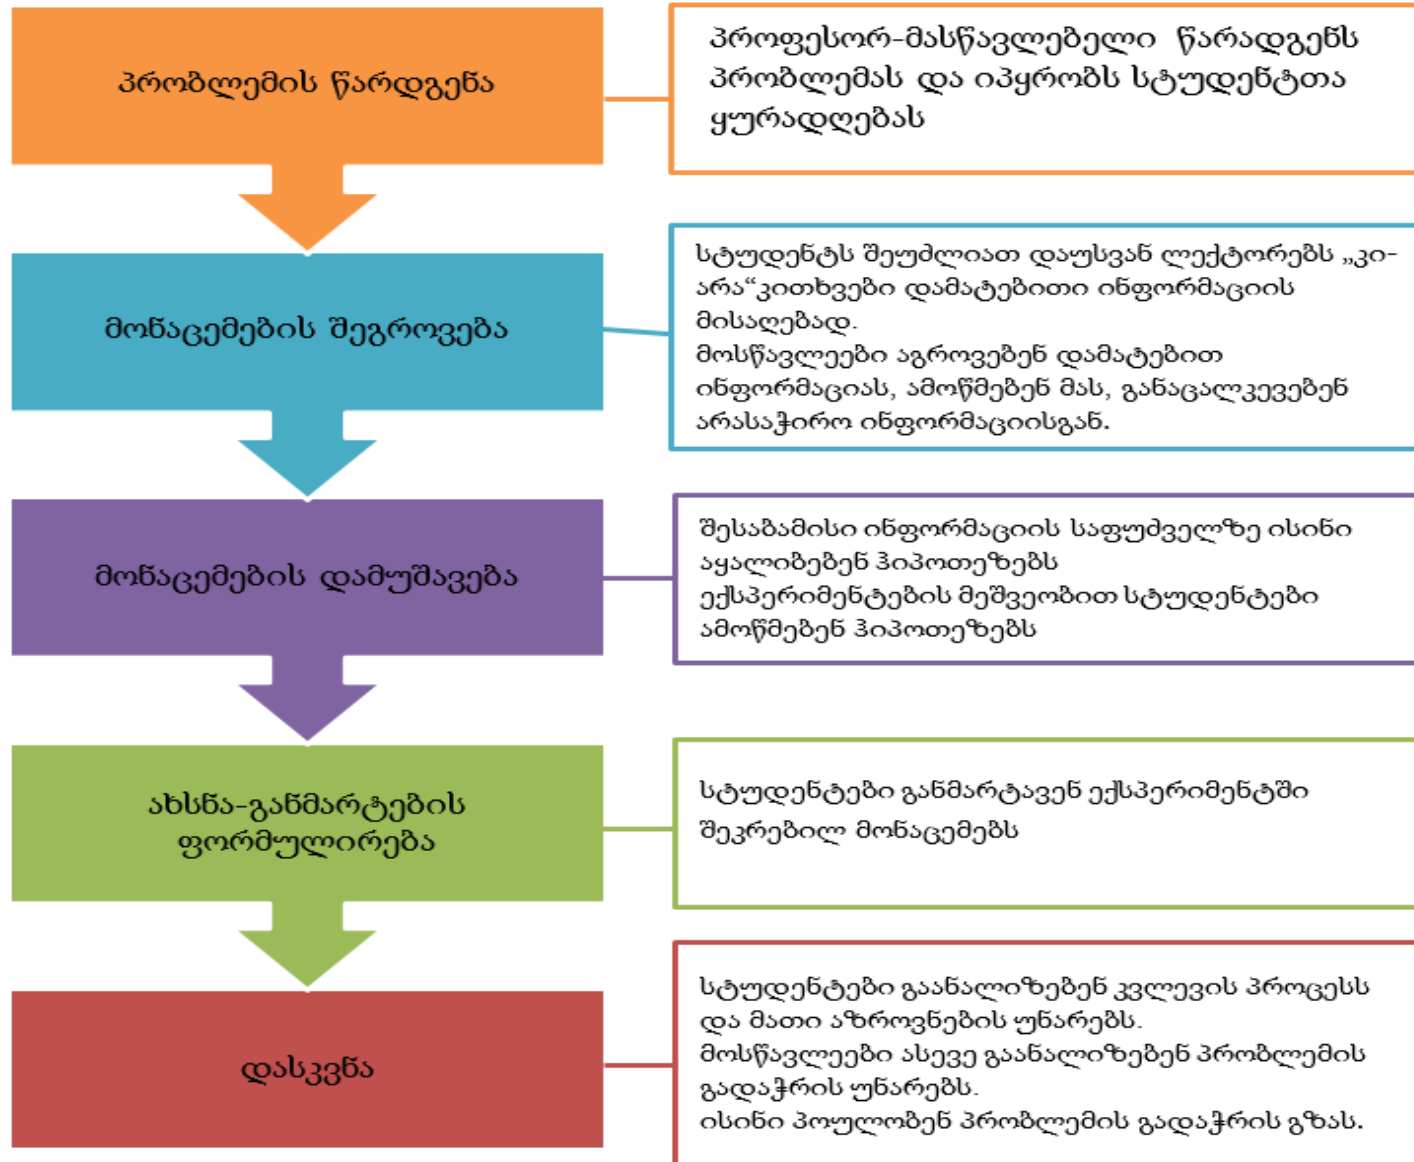 პრობლემის წარდგენა
პროფესორ-მასწავლებელი წარადგენს
პრობლემას და იპყრობს სტუდენტთა
ყურადღებას
მონაცემების შეგროვება
სტუდენტს შეუძლიათ დაუსვან ლექტორებს „კი-
არა“კითხვები დამატებითი ინფორმაციის
მისაღებად.
მოსწავლეები აგროვებენ დამატებით
ინფორმაციას, ამოწმებენ მას, განაცალკევებენ
არასაჭირო ინფორმაციისგან.
მონაცემების დამუშავება
შესაბამისი ინფორმაციის საფუძველზე ისინი
აყალიბებენ ჰიპოთეზებს
ექსპერიმენტების მეშვეობით სტუდენტები
ამოწმებენ ჰიპოთეზებს
ახსნა-განმარტების
ფორმულირება
სტუდენტები განმარტავენ ექსპერიმენტში
შეკრებილ მონაცემებს
დასკვნა
სტუდენტები გაანალიზებენ კვლევის პროცესს
და მათი აზროვნების უნარებს.
მოსწავლეები ასევე გაანალიზებენ პრობლემის
გადაჭრის უნარებს.
ისინი პოულობენ პრობლემის გადაჭრის გზას.